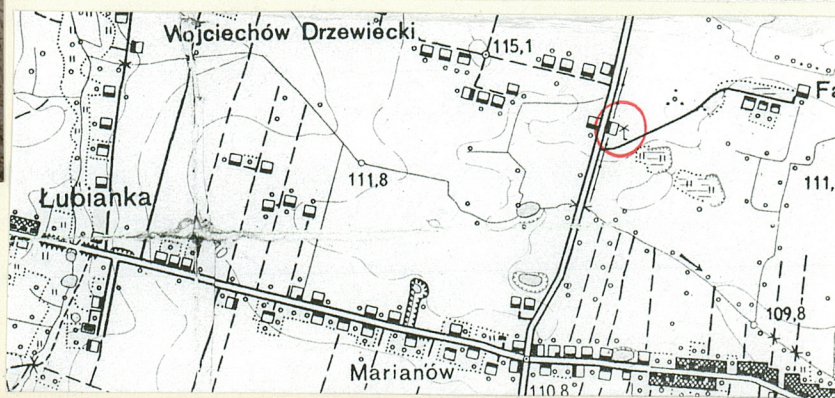 Wojciechów Drzewiecki
115,1
Fa
111,8
111,
Łubianka
109,8
Marianów
110,8